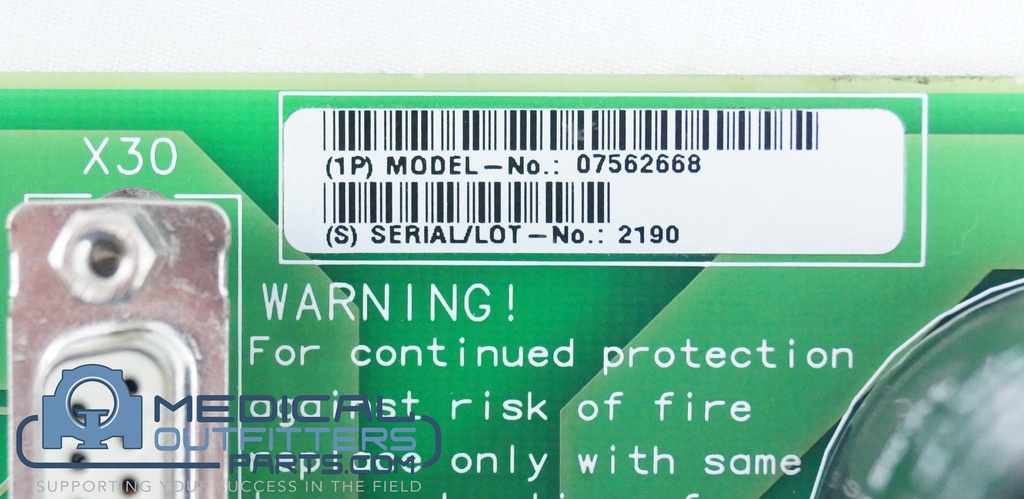 X30
(1P) MODEL–No.: 07562668
(S) SERIAL/LOT–No.: 2190
WARNING!
For continued protection
against risk of fire
only with same
MEDICAL
OUTFITTERS
PARTS.COM
SUPPORTING YOUR SUCCESS IN THE FIELD